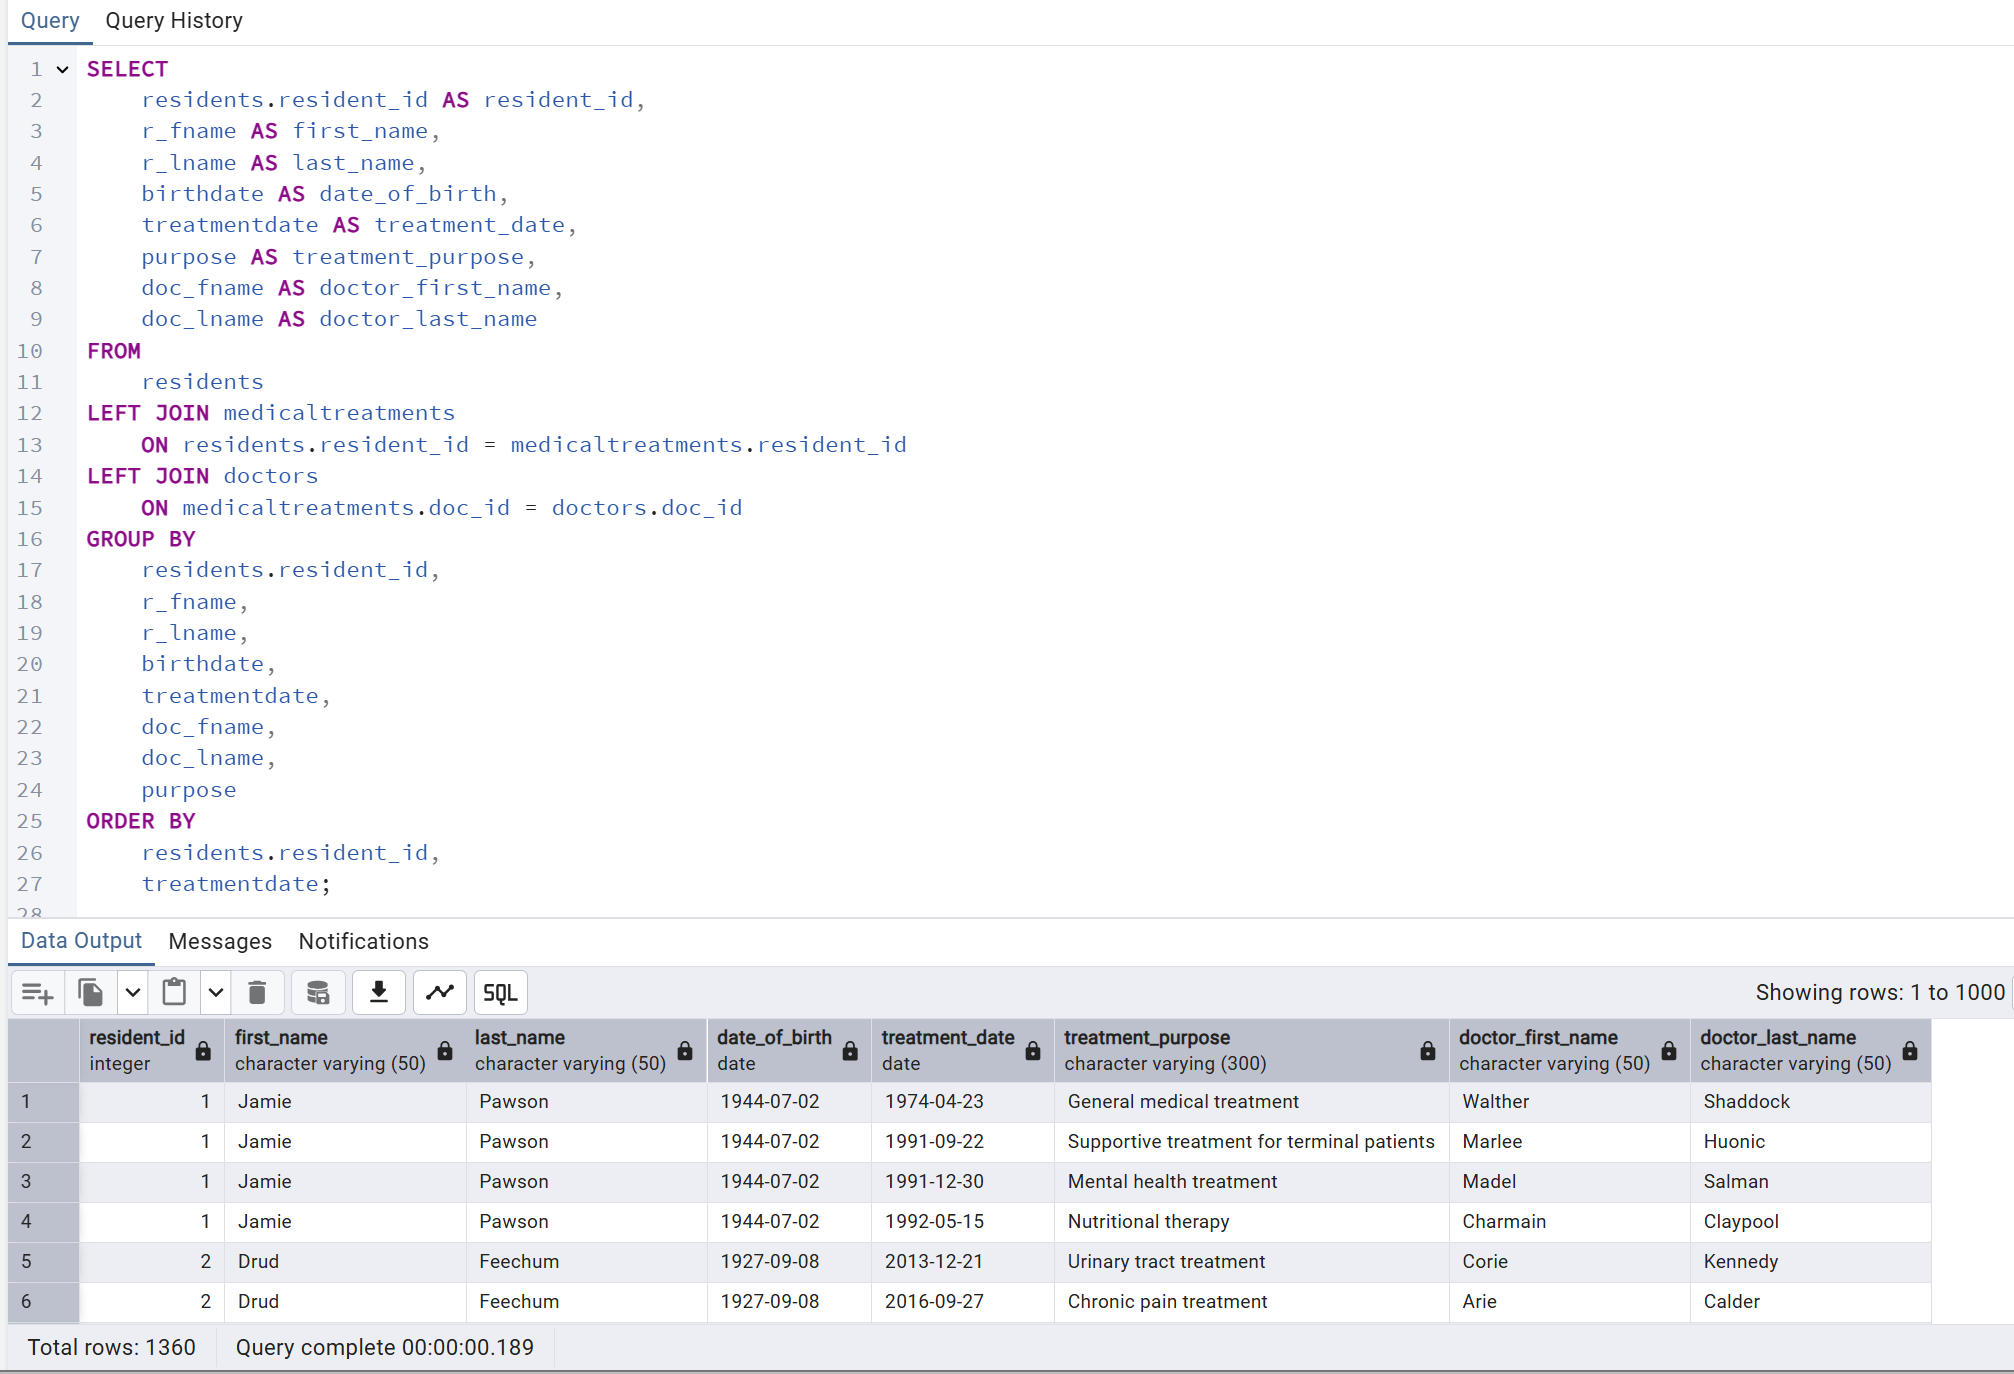 Query Query History
1 SELECT
2 residents.resident_id AS resident_id,
3 r_fname AS first_name,
4 r_lname AS last_name,
5 birthdate AS date_of_birth,
6 treatmentdate AS treatment_date,
7 purpose AS treatment_purpose,
8 doc_fname AS doctor_first_name,
9 doc_lname AS doctor_last_name
10 FROM
11 residents
12 LEFT JOIN medicaltreatments
13 ON residents.resident_id = medicaltreatments.resident_id
14 LEFT JOIN doctors
15 ON medicaltreatments.doc_id = doctors.doc_id
16 GROUP BY
17 residents.resident_id,
18 r_fname,
19 r_lname,
20 birthdate,
21 treatmentdate,
22 doc_fname,
23 doc_lname,
24 purpose
25 ORDER BY
26 residents.resident_id,
27 treatmentdate;
28
Data Output Messages Notifications
SQL Showing rows: 1 to 1000
resident_id first_name last_name date_of_birth treatment_date treatment_purpose doctor_first_name doctor_last_name
integer character varying (50) character varying (50) date date character varying (300) character varying (50) character varying (50)
1 1 Jamie Pawson 1944-07-02 1974-04-23 General medical treatment Walther Shaddock
2 1 Jamie Pawson 1944-07-02 1991-09-22 Supportive treatment for terminal patients Marlee Huonic
3 1 Jamie Pawson 1944-07-02 1991-12-30 Mental health treatment Madel Salman
4 1 Jamie Pawson 1944-07-02 1992-05-15 Nutritional therapy Charmain Claypool
5 2 Drud Feechum 1927-09-08 2013-12-21 Urinary tract treatment Corie Kennedy
6 2 Drud Feechum 1927-09-08 2016-09-27 Chronic pain treatment Arie Calder
Total rows: 1360 Query complete 00:00:00.189